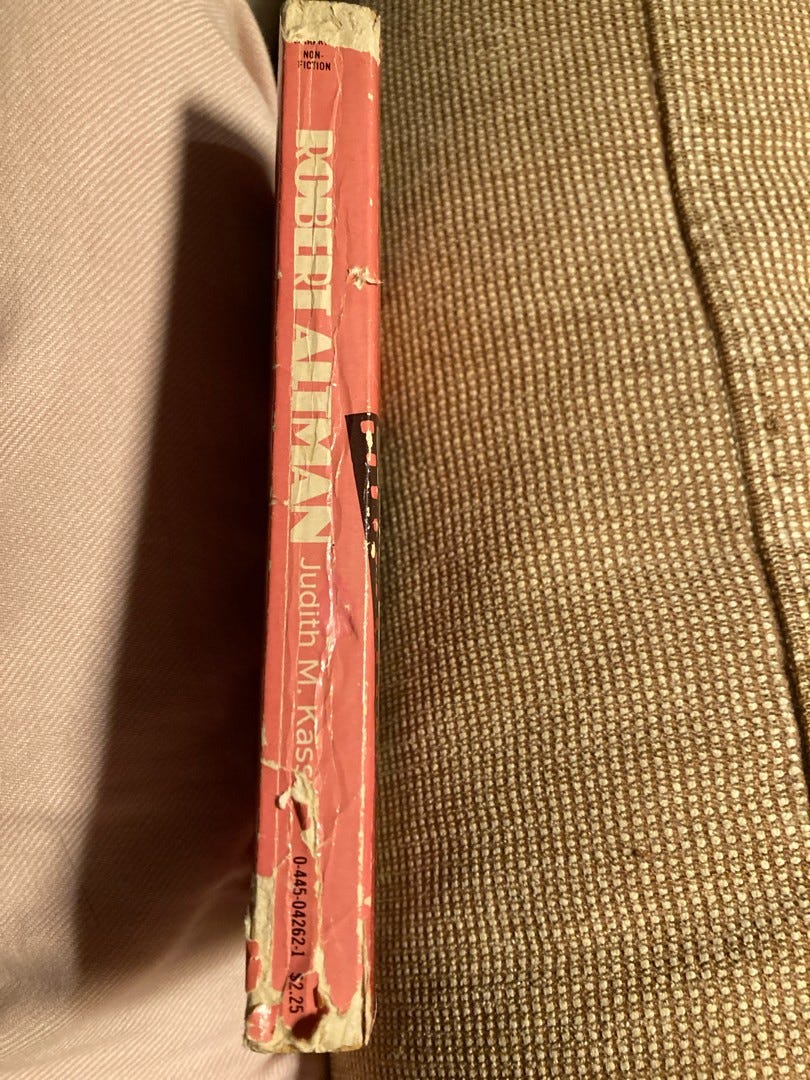 NON-
FICTION
ROBERT ALTMAN Judith M. Kass
0-445-04262-1 $2.25